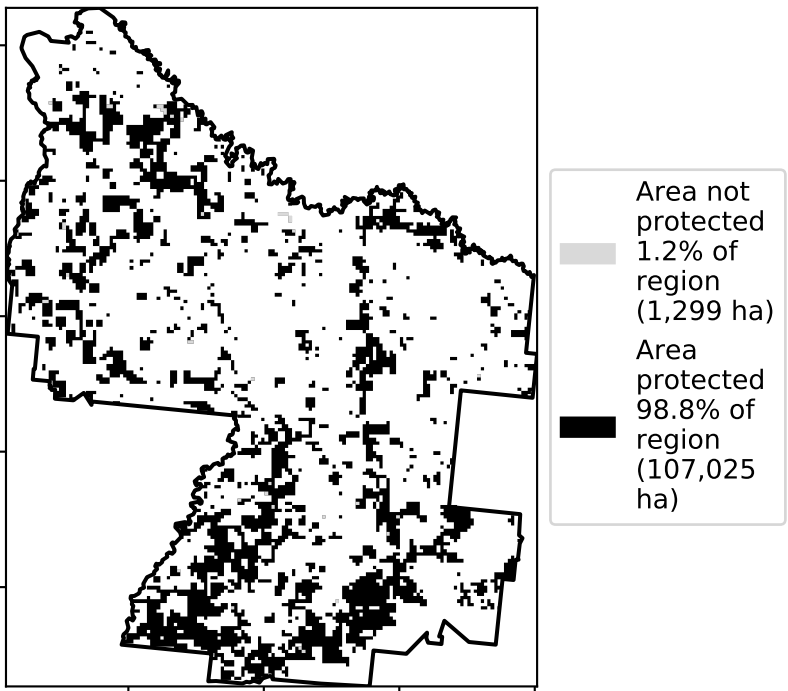 Area not
protected
1.2% of
region
(1,299 ha)
Area
protected
98.8% of
region
(107,025
ha)